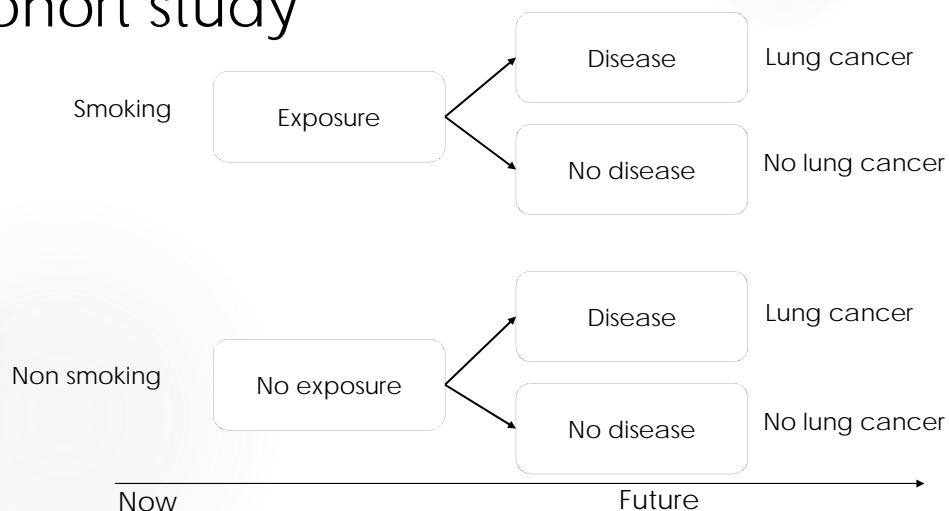 ohort study
Disease
Lung cancer
Smoking
Exposure
No disease
No lung cancer
Disease
Lung cancer
Non smoking
No exposure
No disease
No lung cancer
Now
Future